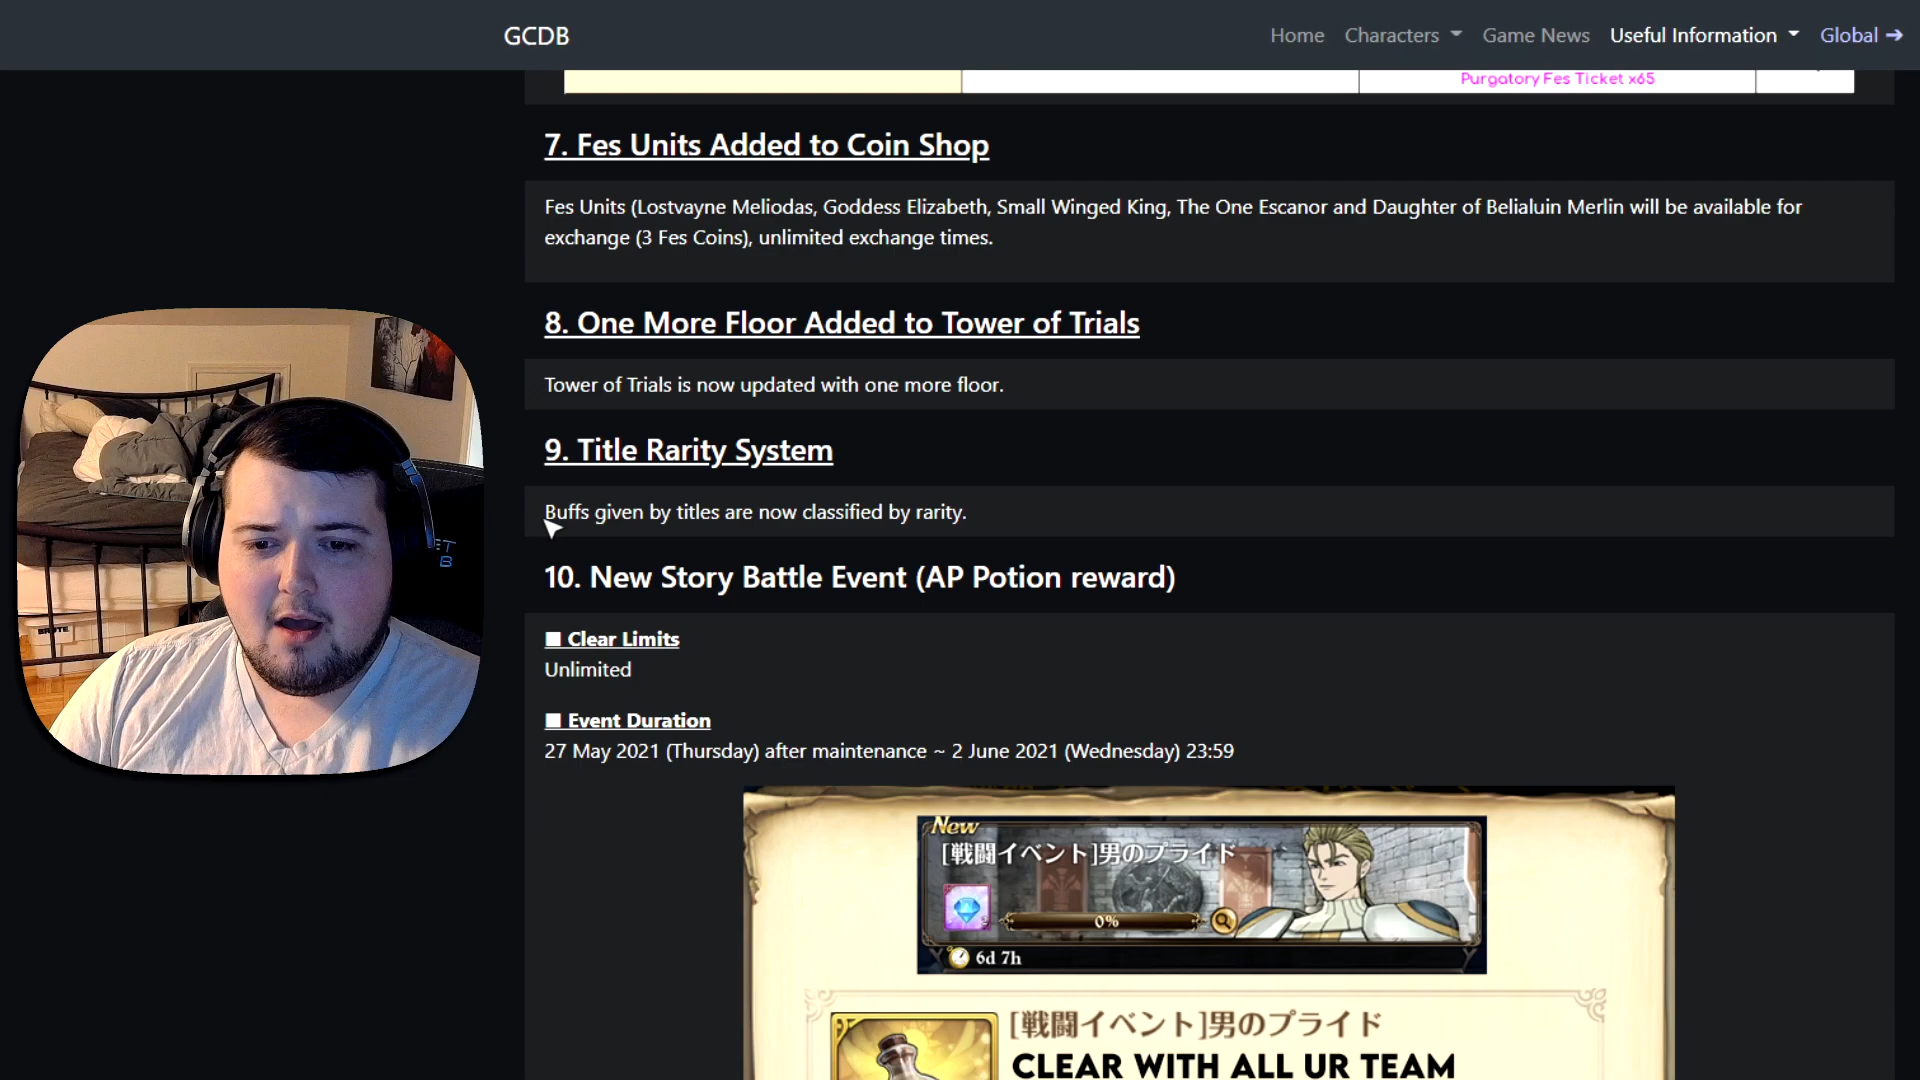 GCDB
Home
Characters
Game News
Useful Information
Global ➔
Purgatory Fes Ticket x65
7. Fes Units Added to Coin Shop
Fes Units (Lostvayne Meliodas, Goddess Elizabeth, Small Winged King, The One Escanor and Daughter of Belialuin Merlin will be available for
exchange (3 Fes Coins), unlimited exchange times.
8. One More Floor Added to Tower of Trials
Tower of Trials is now updated with one more floor.
9. Title Rarity System
Buffs given by titles are now classified by rarity.
10. New Story Battle Event (AP Potion reward)
■ Clear Limits
Unlimited
■ Event Duration
27 May 2021 (Thursday) after maintenance ~ 2 June 2021 (Wednesday) 23:59
New
[戦闘イベント]男のプライド
0%
6d 7h
[戦闘イベント]男のプライド
CLEAR WITH ALL UR TEAM